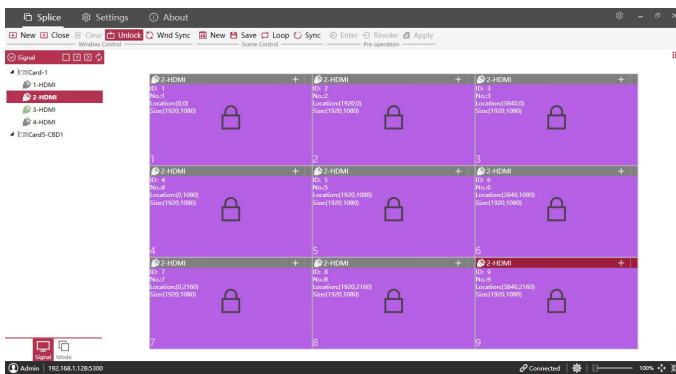 Splice Settings About
New Close Clear Unlock Wnd Sync New Save Loop Sync Enter Revoke Apply
Window Control Scene Control Pre operation
Signal
Card-1
1-HDMI
2-HDMI
3-HDMI
4-HDMI
Card5-CBD1
2-HDMI +
ID: 1
No.:1
Location:(0,0)
Size:(1920,1080)
1
2-HDMI +
ID: 2
No.:2
Location:(1920,0)
Size:(1920,1080)
2
2-HDMI +
ID: 3
No.:3
Location:(3840,0)
Size:(1920,1080)
3
2-HDMI +
ID: 4
No.:4
Location:(0,1080)
Size:(1920,1080)
4
2-HDMI +
ID: 5
No.:5
Location:(1920,1080)
Size:(1920,1080)
5
2-HDMI +
ID: 6
No.:6
Location:(3840,1080)
Size:(1920,1080)
6
2-HDMI +
ID: 7
No.:7
Location:(0,2160)
Size:(1920,1080)
7
2-HDMI +
ID: 8
No.:8
Location:(1920,2160)
Size:(1920,1080)
8
2-HDMI +
ID: 9
No.:9
Location:(3840,2160)
Size:(1920,1080)
9
Signal Mode
Admin 192.168.1.128:5300 Connected 100%